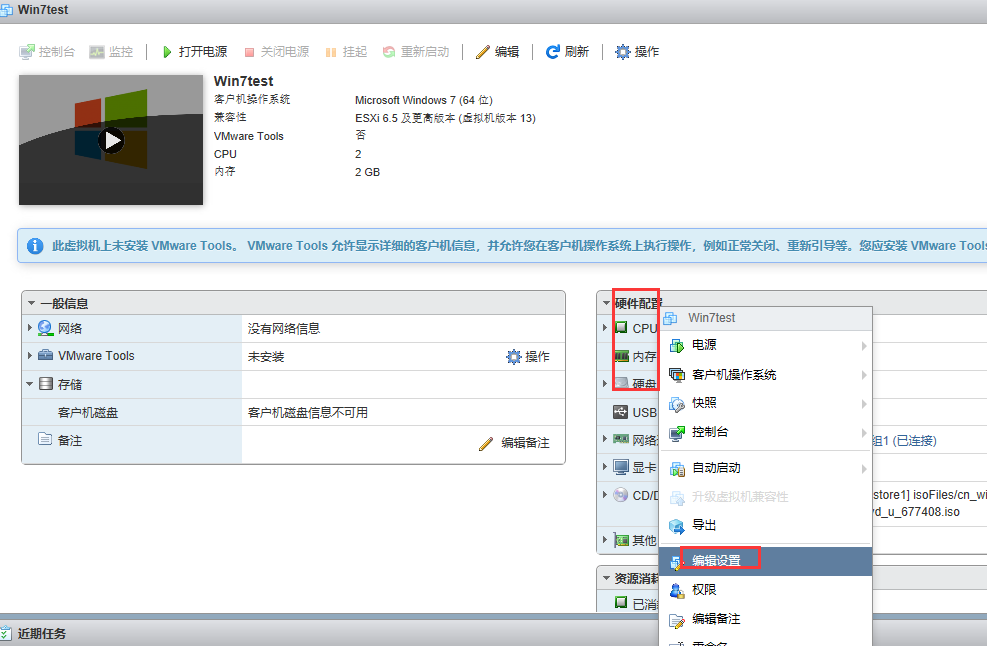 Win7test
控制台 监控 打开电源 关闭电源 挂起 重新启动 编辑 刷新 操作
Win7test
客户机操作系统 Microsoft Windows 7 (64 位)
兼容性 ESXi 6.5 及更高版本 (虚拟机版本 13)
VMware Tools 否
CPU 2
内存 2 GB
此虚拟机上未安装 VMware Tools。 VMware Tools 允许显示详细的客户机信息，并允许您在客户机操作系统上执行操作，例如正常关闭、重新引导等。您应安装 VMware Tools
一般信息
网络 没有网络信息
VMware Tools 未安装 操作
存储
客户机磁盘 客户机磁盘信息不可用
备注 编辑备注
硬件配置
CPU
内存
硬盘
USB
网络
组1 (已连接)
显卡
CD/D
store1] isoFiles/cn_wi
vd_u_677408.iso
其他
资源消耗
已消
Win7test
电源
客户机操作系统
快照
控制台
自动启动
升级虚拟机兼容性
导出
编辑设置
权限
编辑备注
近期任务